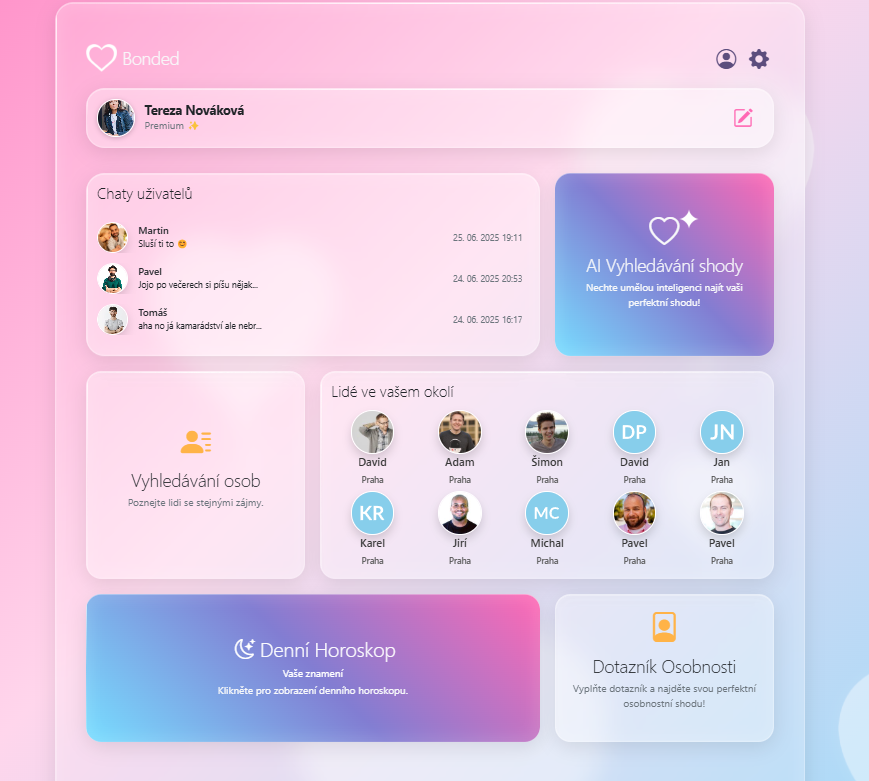 Bonded
Tereza Nováková
Premium ✨
Chaty uživatelů
Martin
Sluší ti to 😊
25. 06. 2025 19:11
Pavel
Jojo po večerech si píšu nějak...
24. 06. 2025 20:53
Tomáš
aha no já kamarádství ale nebr...
24. 06. 2025 16:17
AI Vyhledávání shody
Nechte umělou inteligenci najít vaši
perfektní shodu!
Vyhledávání osob
Poznejte lidi se stejnými zájmy.
Lidé ve vašem okolí
DP JN
David Adam Šimon David Jan
Praha Praha Praha Praha Praha
KR MC
Karel Jirí Michal Pavel Pavel
Praha Praha Praha Praha Praha
Denní Horoskop
Vaše znamení
Klikněte pro zobrazení denního horoskopu.
Dotazník Osobnosti
Vyplňte dotazník a najděte svou perfektní
osobnostní shodu!